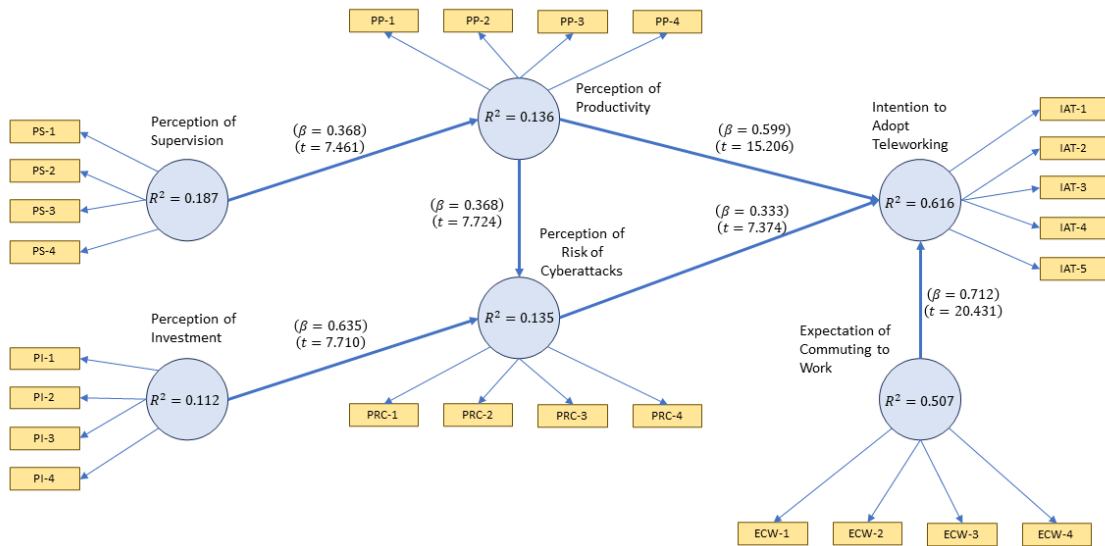 PP-1
PP-2
PP-3
PP-4
Perception of
Productivity
R² = 0.136
Intention to
Adopt
Teleworking
R² = 0.616
IAT-1
IAT-2
IAT-3
IAT-4
IAT-5
PS-1
PS-2
PS-3
PS-4
Perception of
Supervision
R² = 0.187
(β = 0.368)
(t = 7.461)
(β = 0.599)
(t = 15.206)
(β = 0.368)
(t = 7.724)
(β = 0.333)
(t = 7.374)
Perception of
Risk of
Cyberattacks
R² = 0.135
Perception of
Investment
R² = 0.112
(β = 0.635)
(t = 7.710)
PI-1
PI-2
PI-3
PI-4
PRC-1
PRC-2
PRC-3
PRC-4
(β = 0.712)
(t = 20.431)
Expectation of
Commuting to
Work
R² = 0.507
ECW-1
ECW-2
ECW-3
ECW-4